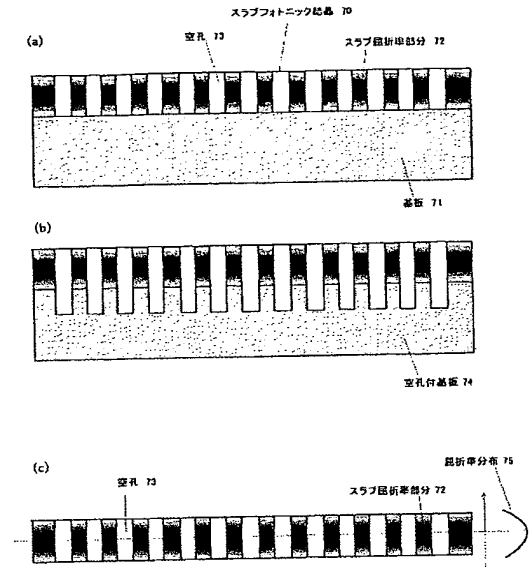 (a)
スラブフォトニック結晶 70
空孔 73
スラブ屈折率部分 72
基板 71
(b)
空孔付基板 74
(c)
屈折率分布 75
空孔 73
スラブ屈折率部分 72